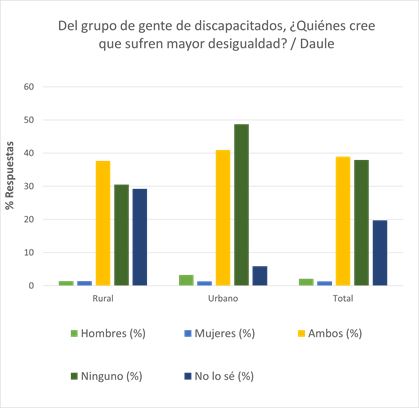 Del grupo de gente de discapacitados, ¿Quiénes cree
que sufren mayor desigualdad? / Daule
% Respuestas
60
50
40
30
20
10
0
Rural
Urbano
Total
Hombres (%)
Mujeres (%)
Ambos (%)
Ninguno (%)
No lo sé (%)